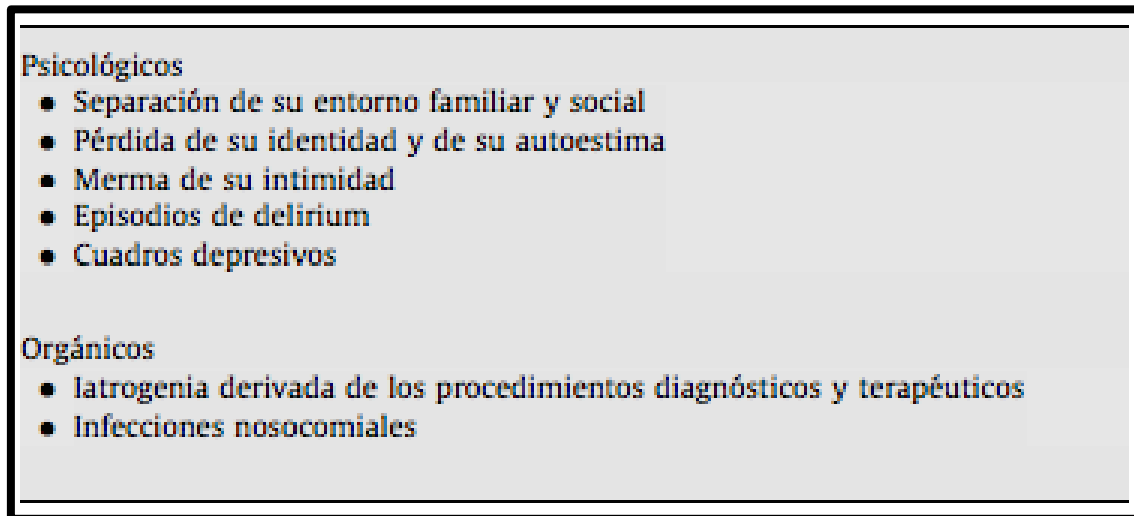 Psicológicos
● Separación de su entorno familiar y social
● Pérdida de su identidad y de su autoestima
● Merma de su intimidad
● Episodios de delirium
● Cuadros depresivos
Orgánicos
● Iatrogenia derivada de los procedimientos diagnósticos y terapéuticos
● Infecciones nosocomiales